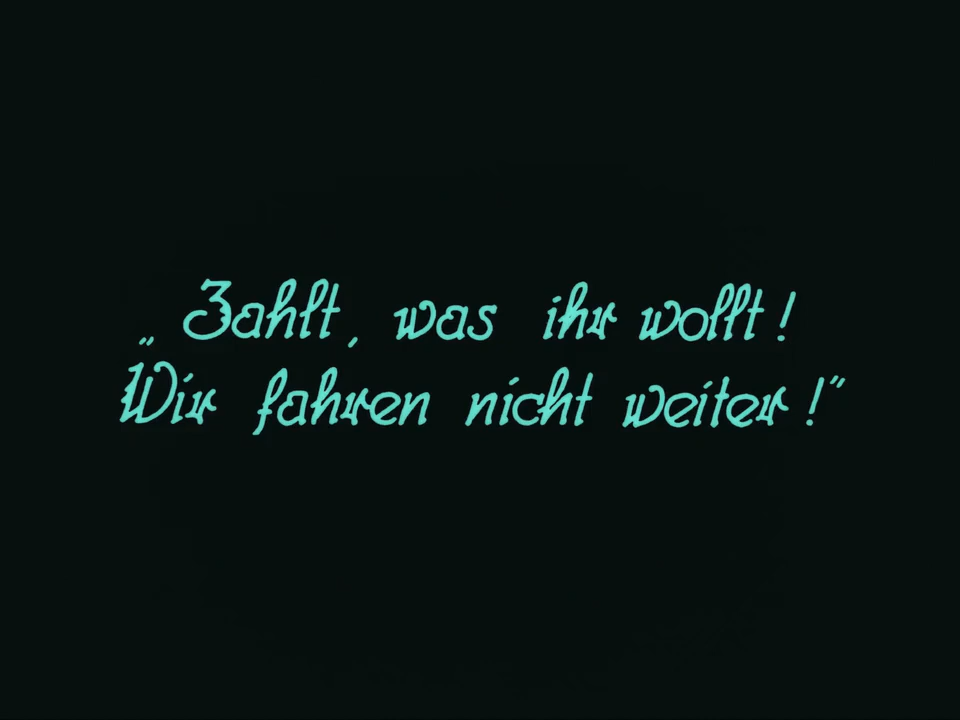 „Zahlt, was ihr wollt!
Wir fahren nicht weiter!”